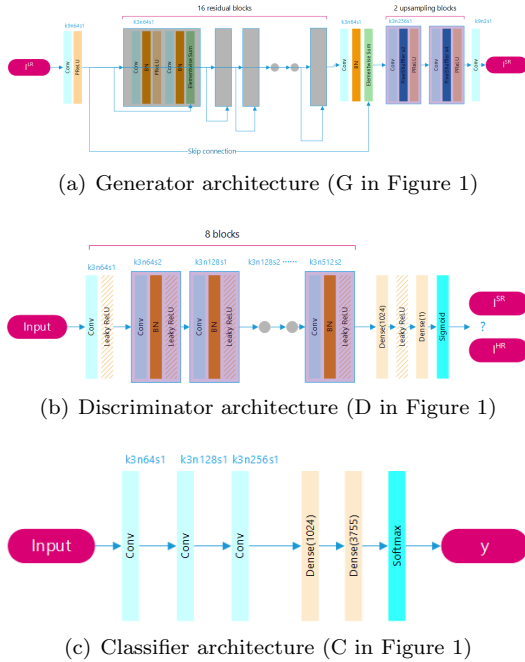 16 residual blocks
2 upsampling blocks
k3n64s1
k3n64s1
k3n64s1
k3n256s1
k9n3s1
I^LR
Conv
PReLU
Conv
BN
PReLU
Conv
BN
Elementwise Sum
Conv
BN
Elementwise Sum
Conv
PixelShuffler x2
PReLU
Conv
PixelShuffler x2
PReLU
Conv
I^SR
Skip connection
(a) Generator architecture (G in Figure 1)
8 blocks
k3n64s1
k3n64s2
k3n128s1
k3n128s2 ......
k3n512s2
Input
Conv
Leaky ReLU
Conv
BN
Leaky ReLU
Conv
BN
Leaky ReLU
Conv
BN
Leaky ReLU
Dense(1024)
Leaky ReLU
Dense(1)
Sigmoid
I^SR
?
I^HR
(b) Discriminator architecture (D in Figure 1)
k3n64s1
k3n128s1
k3n256s1
Input
Conv
Conv
Conv
Dense(1024)
Dense(3755)
Softmax
y
(c) Classifier architecture (C in Figure 1)